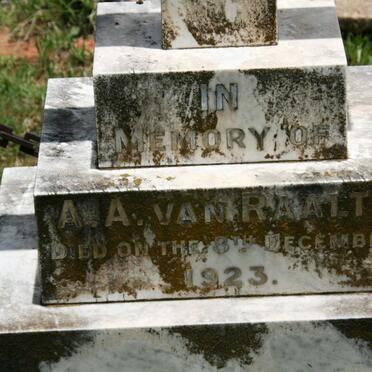 IN
MEMORY OF
A. A. VAN RAALT
DIED ON THE 8TH DECEMBE
1923.